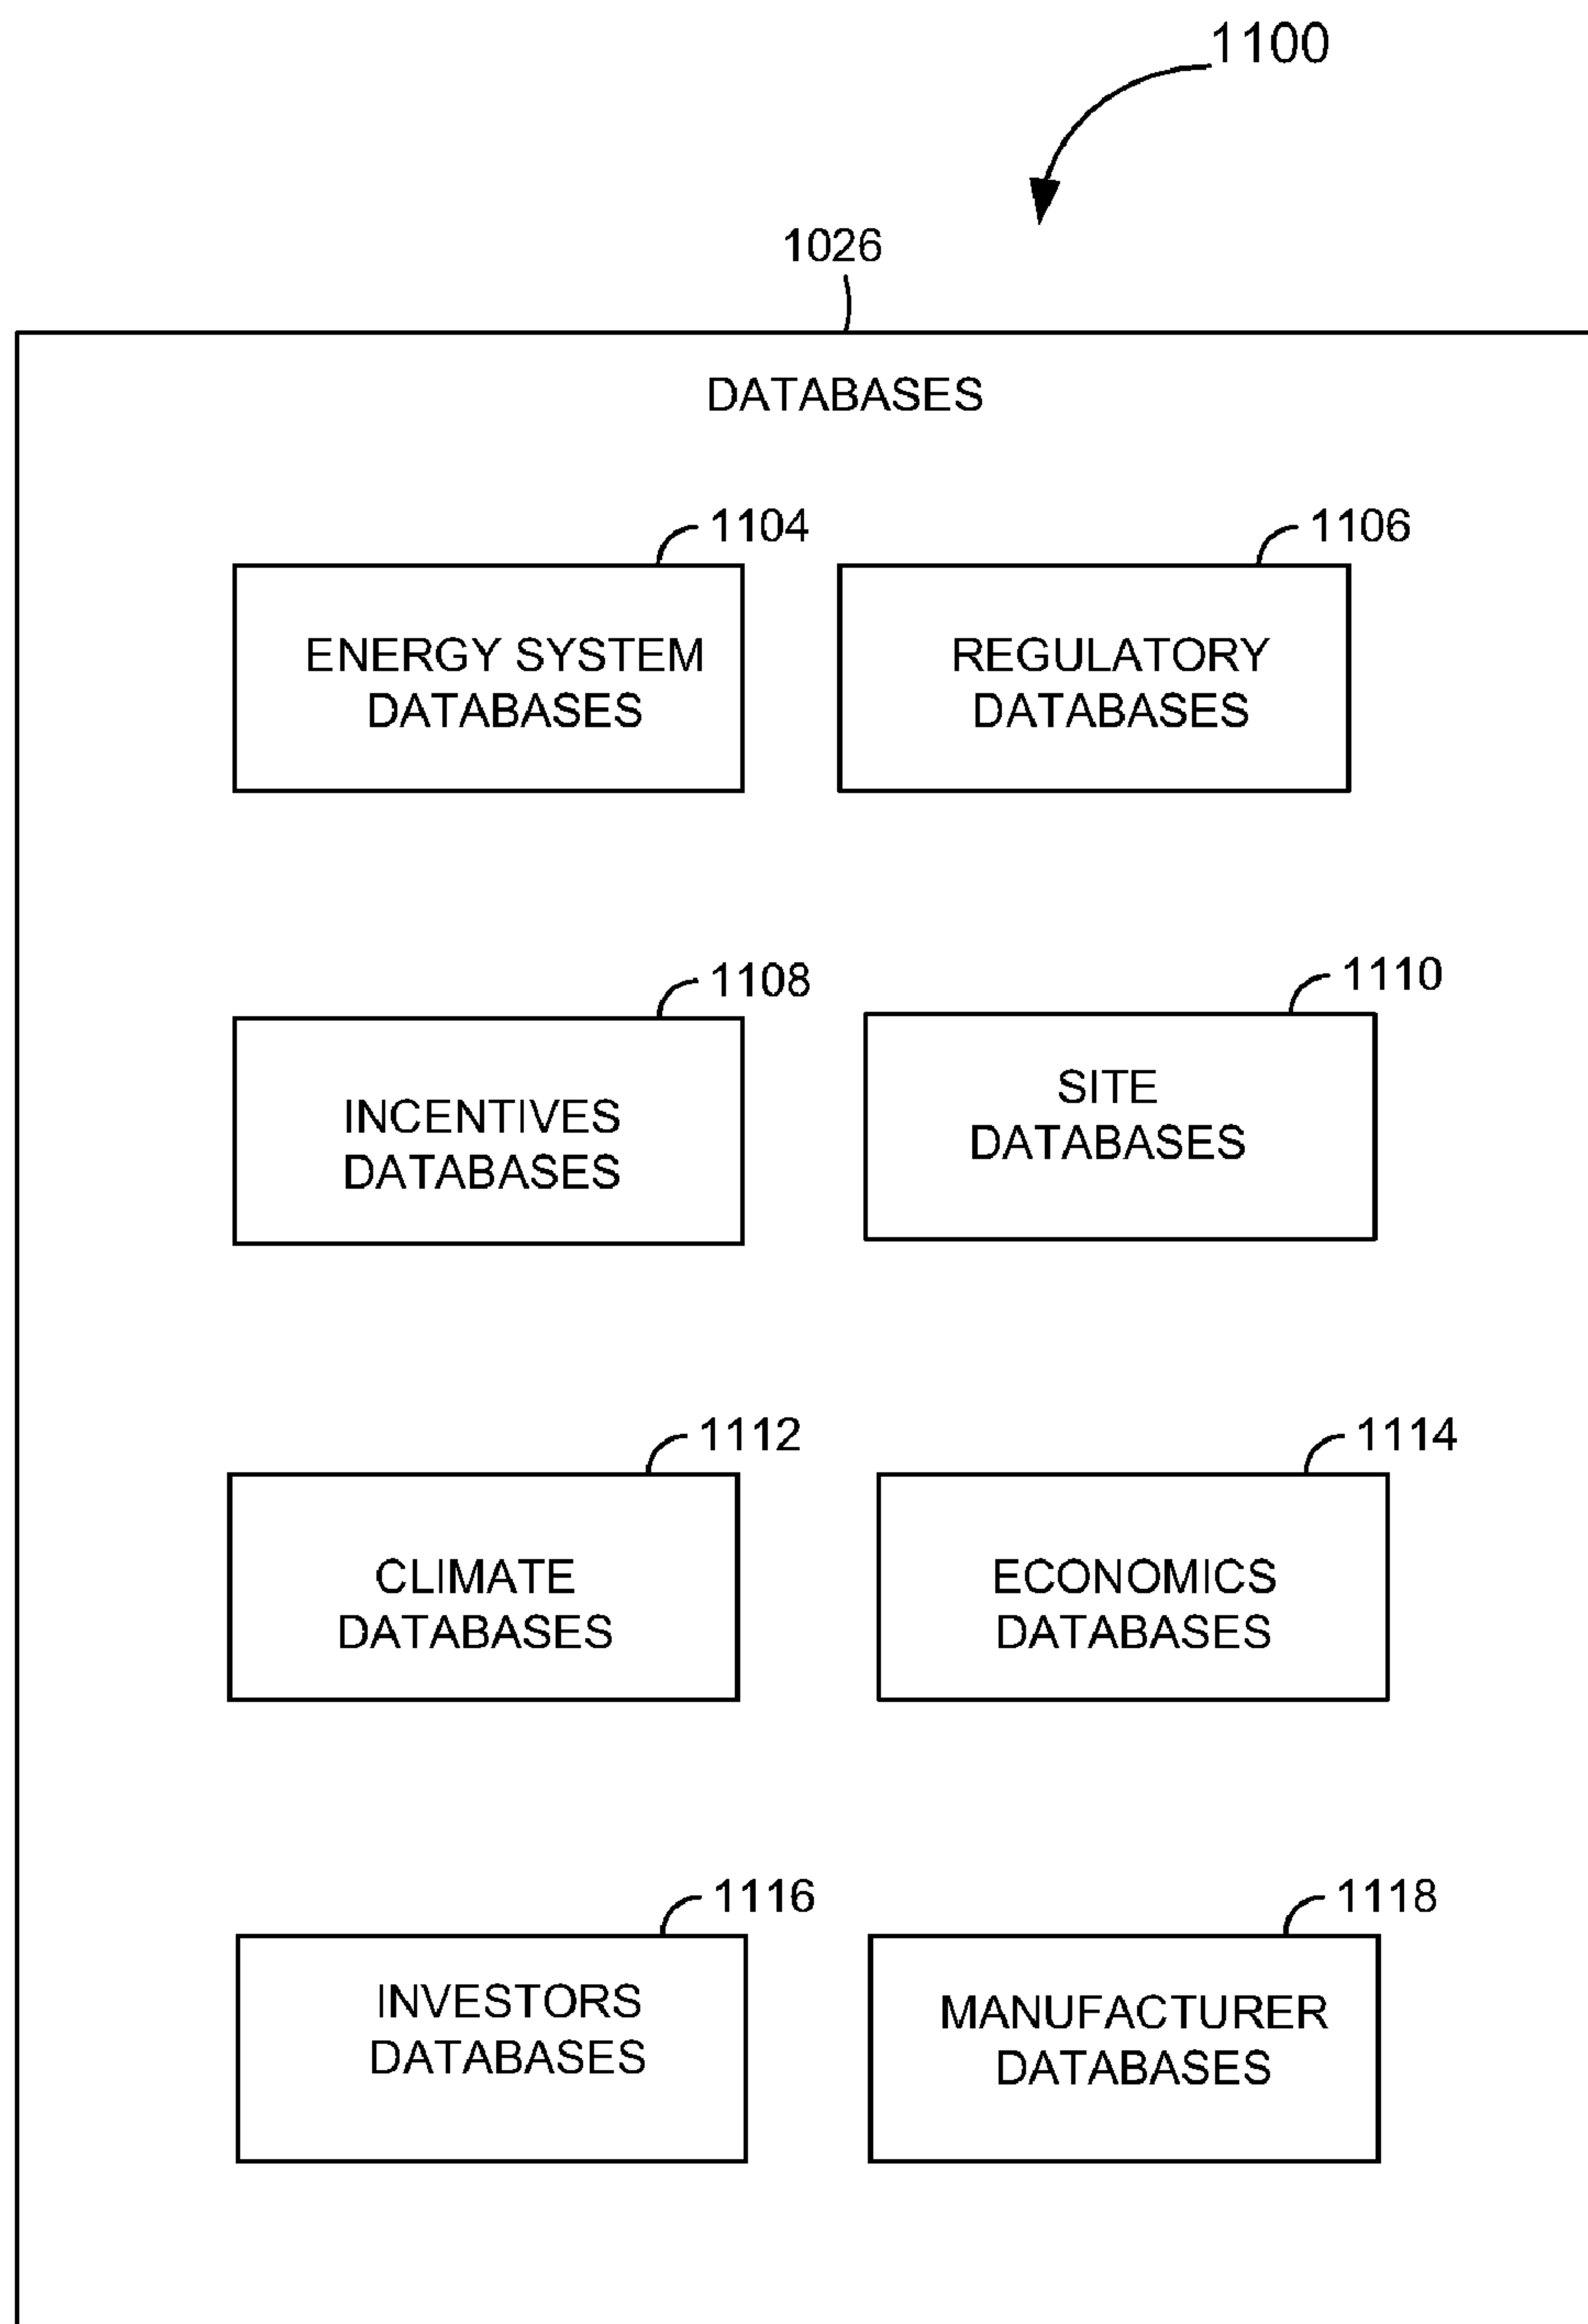 1100
1026
DATABASES
1104
ENERGY SYSTEM
DATABASES
1106
REGULATORY
DATABASES
1108
INCENTIVES
DATABASES
1110
SITE
DATABASES
1112
CLIMATE
DATABASES
1114
ECONOMICS
DATABASES
1116
INVESTORS
DATABASES
1118
MANUFACTURER
DATABASES